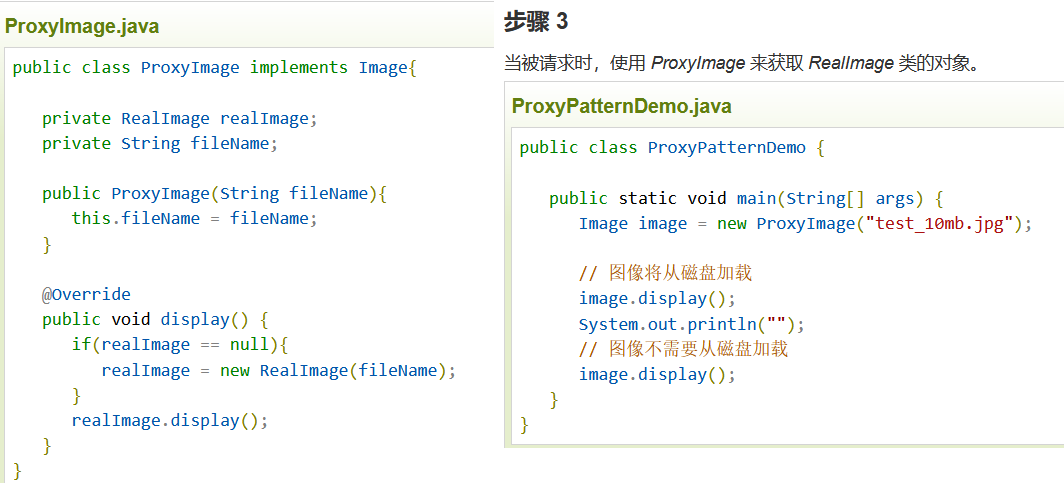 ProxyImage.java
public class ProxyImage implements Image{
private RealImage realImage;
private String fileName;
public ProxyImage(String fileName){
this.fileName = fileName;
}
@Override
public void display() {
if(realImage == null){
realImage = new RealImage(fileName);
}
realImage.display();
}
}
步骤 3
当被请求时，使用 ProxyImage 来获取 RealImage 类的对象。
ProxyPatternDemo.java
public class ProxyPatternDemo {
public static void main(String[] args) {
Image image = new ProxyImage("test_10mb.jpg");
// 图像将从磁盘加载
image.display();
System.out.println("");
// 图像不需要从磁盘加载
image.display();
}
}